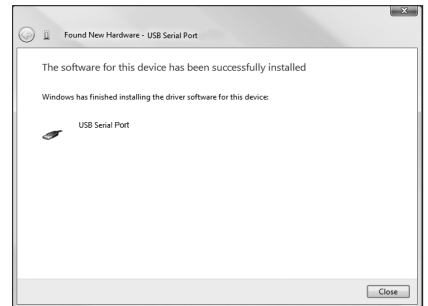 Found New Hardware - USB Serial Port
The software for this device has been successfully installed
Windows has finished installing the driver software for this device:
USB Serial Port
Close